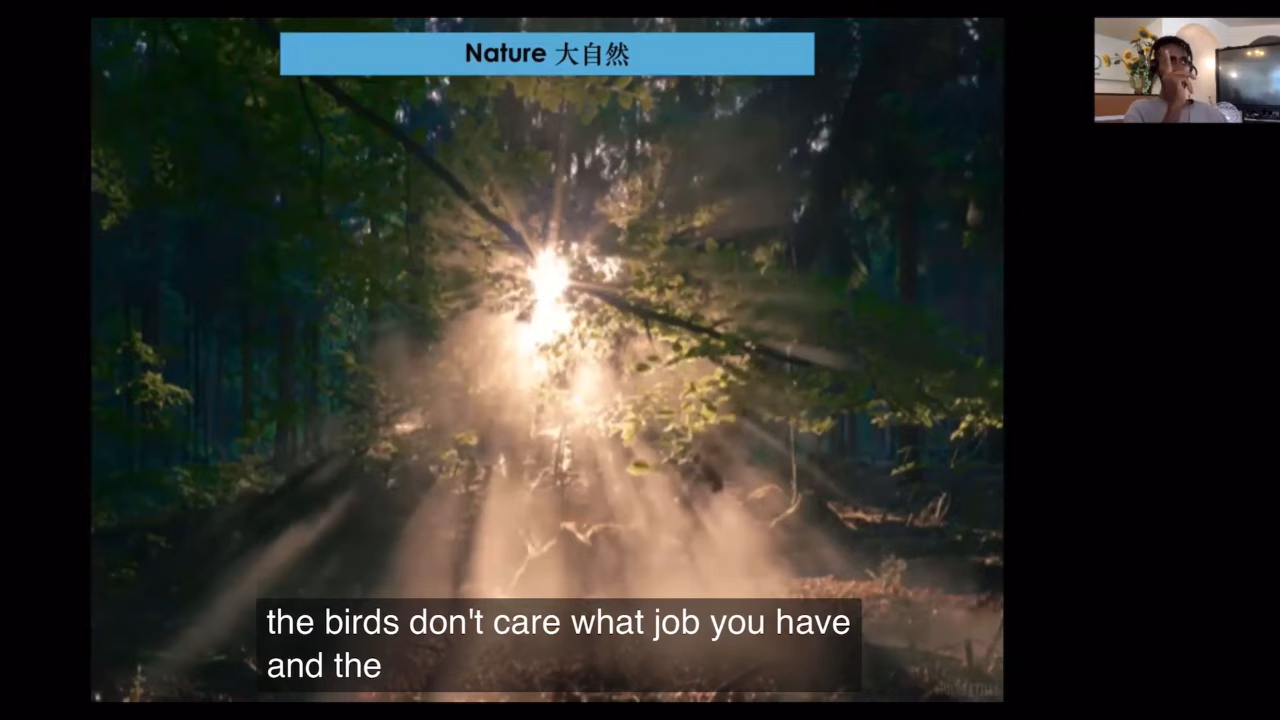 Nature 大自然
the birds don't care what job you have
and the